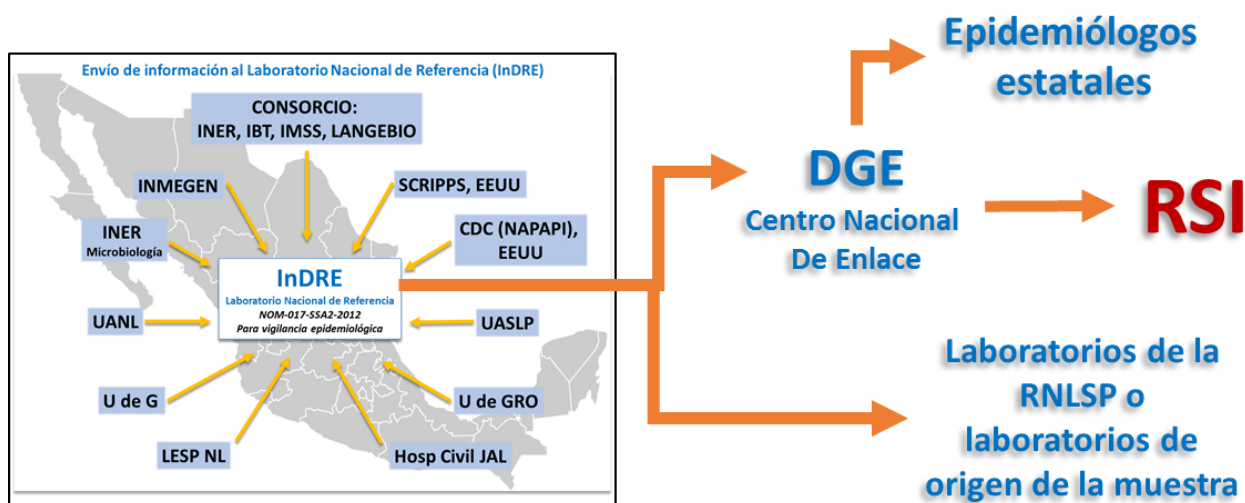 Envío de información al Laboratorio Nacional de Referencia (InDRE)
CONSORCIO:
INER, IBT, IMSS, LANGEBIO
INMEGEN
SCRIPPS, EEUU
INER
Microbiología
CDC (NAPAPI),
EEUU
InDRE
Laboratorio Nacional de Referencia
NOM-017-SSA2-2012
Para vigilancia epidemiológica
UANL
UASLP
U de G
U de GRO
LESP NL
Hosp Civil JAL
Epidemiólogos
estatales
DGE
Centro Nacional
De Enlace
RSI
Laboratorios de la
RNLSP o
laboratorios de
origen de la muestra